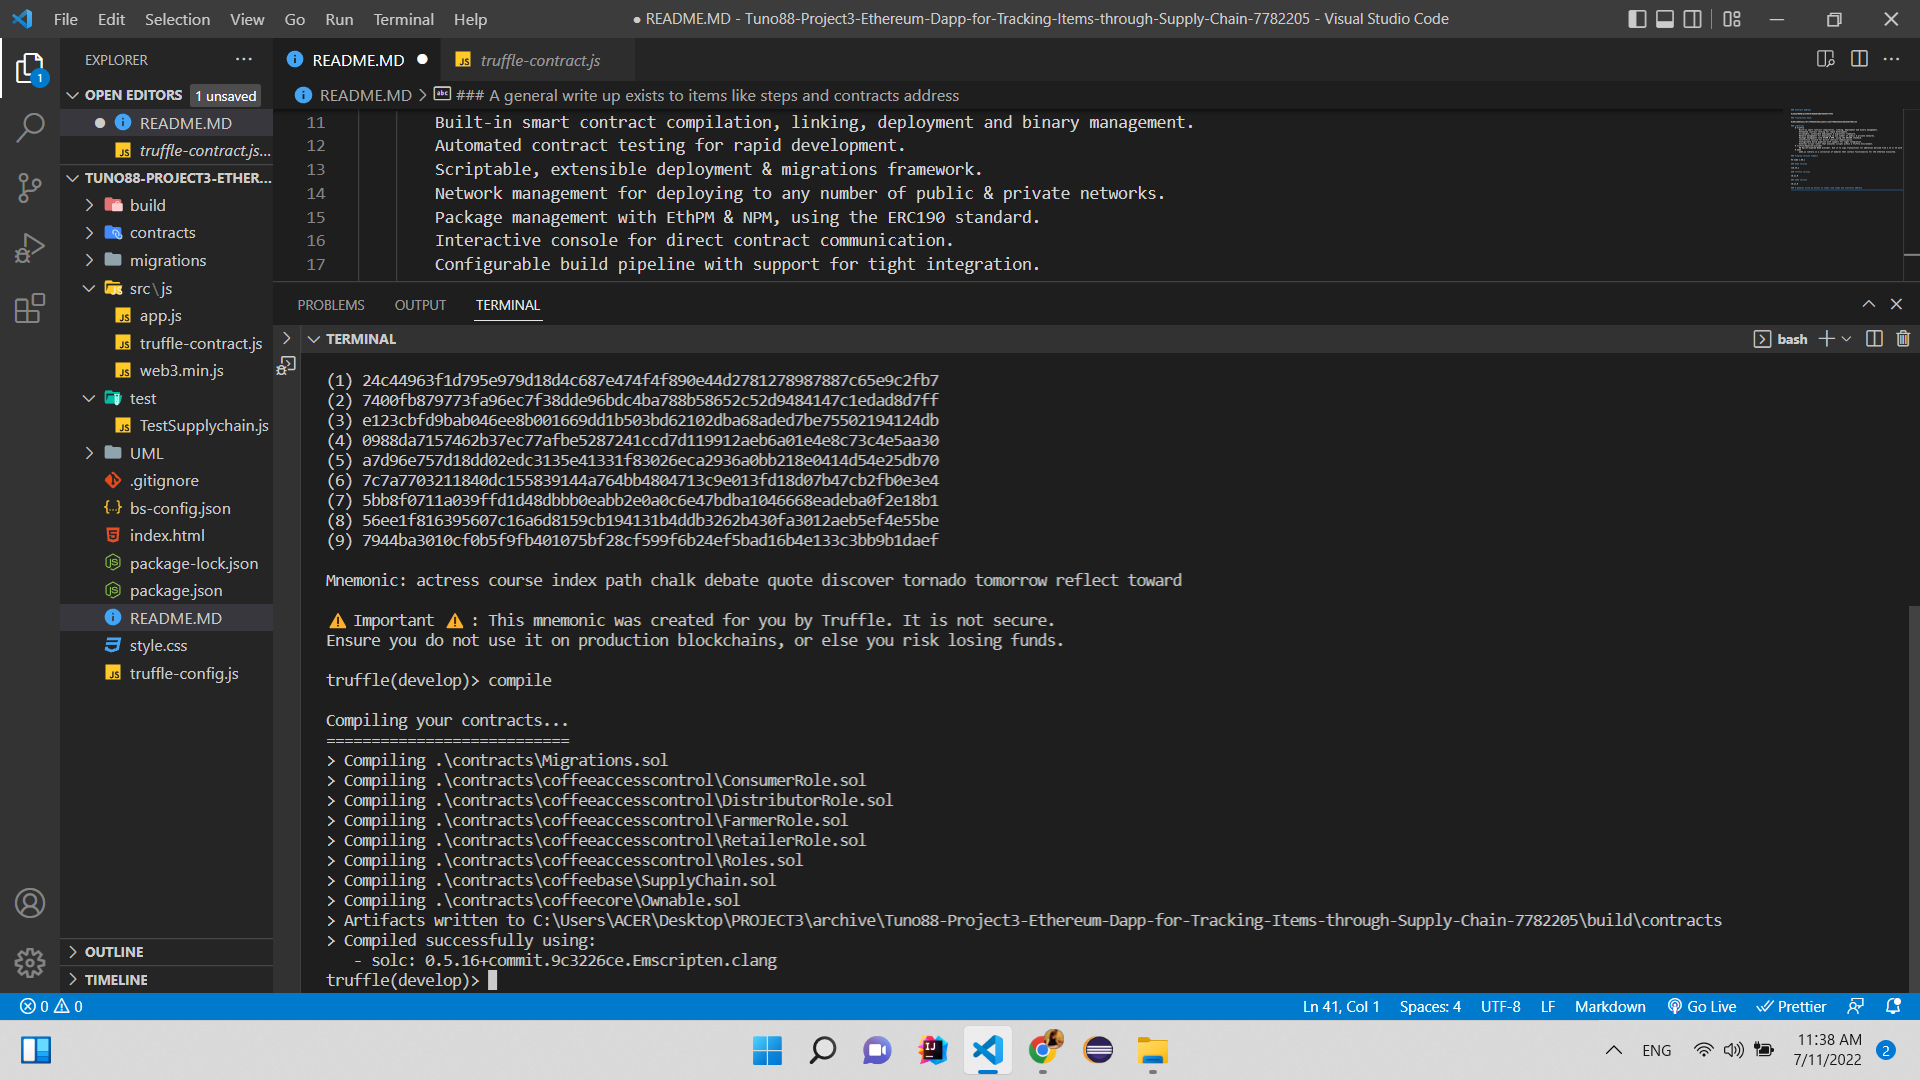 File Edit Selection View Go Run Terminal Help
● README.MD - Tuno88-Project3-Ethereum-Dapp-for-Tracking-Items-through-Supply-Chain-7782205 - Visual Studio Code
EXPLORER
OPEN EDITORS 1 unsaved
README.MD
truffle-contract.js...
TUNO88-PROJECT3-ETHER...
build
contracts
migrations
src\js
app.js
truffle-contract.js
web3.min.js
test
TestSupplychain.js
UML
.gitignore
bs-config.json
index.html
package-lock.json
package.json
README.MD
style.css
truffle-config.js
OUTLINE
TIMELINE
README.MD
truffle-contract.js
README.MD > ### A general write up exists to items like steps and contracts address
11 Built-in smart contract compilation, linking, deployment and binary management.
12 Automated contract testing for rapid development.
13 Scriptable, extensible deployment & migrations framework.
14 Network management for deploying to any number of public & private networks.
15 Package management with EthPM & NPM, using the ERC190 standard.
16 Interactive console for direct contract communication.
17 Configurable build pipeline with support for tight integration.
PROBLEMS OUTPUT TERMINAL
TERMINAL
bash
(1) 24c44963f1d795e979d18d4c687e474f4f890e44d2781278987887c65e9c2fb7
(2) 7400fb879773fa96ec7f38dde96bdc4ba788b58652c52d9484147c1edad8d7ff
(3) e123cbfd9bab046ee8b001669dd1b503bd62102dba68aded7be75502194124db
(4) 0988da7157462b37ec77afbe5287241ccd7d119912aeb6a01e4e8c73c4e5aa30
(5) a7d96e757d18dd02edc3135e41331f83026eca2936a0bb218e0414d54e25db70
(6) 7c7a7703211840dc155839144a764bb4804713c9e013fd18d07b47cb2fb0e3e4
(7) 5bb8f0711a039ffd1d48dbbb0eabb2e0a0c6e47bdba1046668eadeba0f2e18b1
(8) 56ee1f816395607c16a6d8159cb194131b4ddb3262b430fa3012aeb5ef4e55be
(9) 7944ba3010cf0b5f9fb401075bf28cf599f6b24ef5bad16b4e133c3bb9b1daef
Mnemonic: actress course index path chalk debate quote discover tornado tomorrow reflect toward
⚠ Important ⚠ : This mnemonic was created for you by Truffle. It is not secure.
Ensure you do not use it on production blockchains, or else you risk losing funds.
truffle(develop)> compile
Compiling your contracts...
===========================
> Compiling .\contracts\Migrations.sol
> Compiling .\contracts\coffeeaccesscontrol\ConsumerRole.sol
> Compiling .\contracts\coffeeaccesscontrol\DistributorRole.sol
> Compiling .\contracts\coffeeaccesscontrol\FarmerRole.sol
> Compiling .\contracts\coffeeaccesscontrol\RetailerRole.sol
> Compiling .\contracts\coffeeaccesscontrol\Roles.sol
> Compiling .\contracts\coffeebase\SupplyChain.sol
> Compiling .\contracts\coffeecore\Ownable.sol
> Artifacts written to C:\Users\ACER\Desktop\PROJECT3\archive\Tuno88-Project3-Ethereum-Dapp-for-Tracking-Items-through-Supply-Chain-7782205\build\contracts
> Compiled successfully using:
- solc: 0.5.16+commit.9c3226ce.Emscripten.clang
truffle(develop)>
0 0
Ln 41, Col 1 Spaces: 4 UTF-8 LF Markdown Go Live Prettier
ENG
11:38 AM
7/11/2022
2